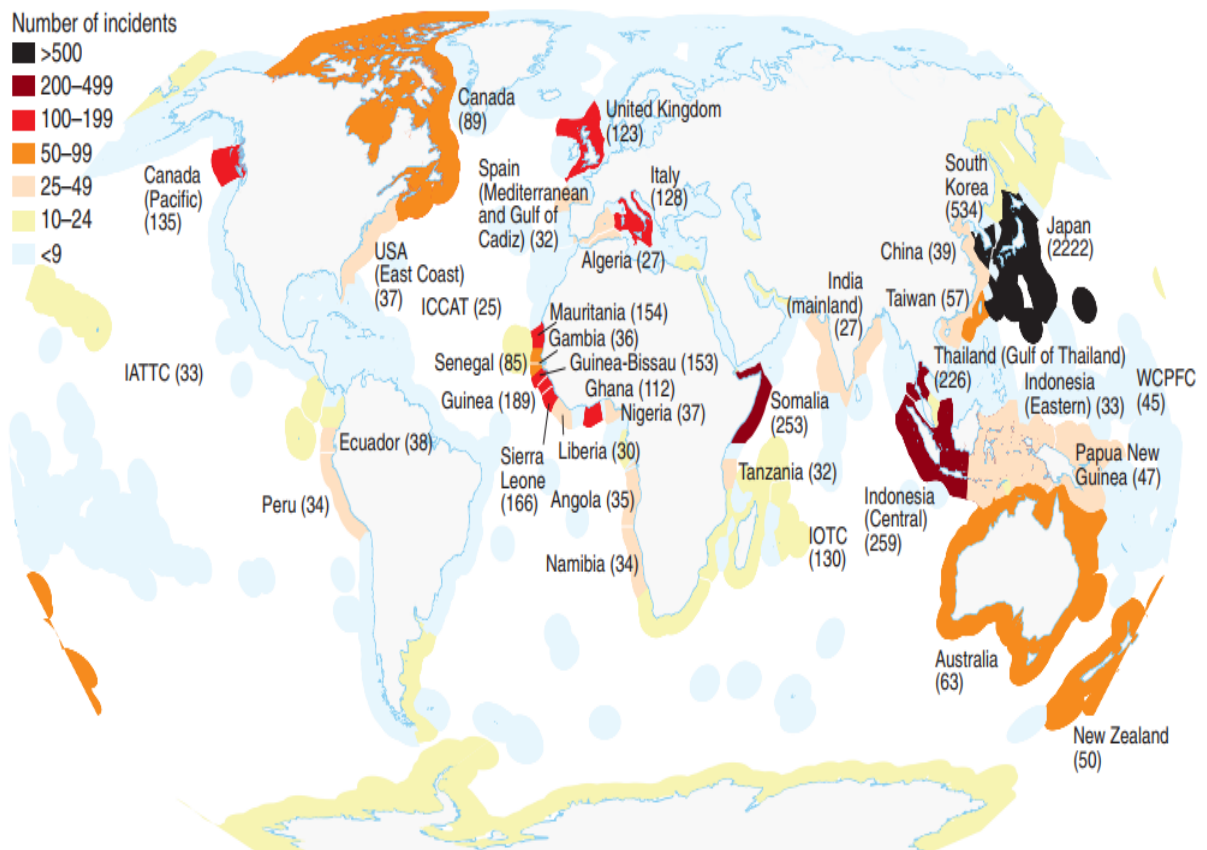 Number of incidents
>500
200–499
100–199
50–99
25–49
10–24
<9
Canada
(89)
United Kingdom
(123)
Canada
(Pacific)
(135)
Spain
(Mediterranean
and Gulf of
Cadiz) (32)
Italy
(128)
South
Korea
(534)
Japan
(2222)
USA
(East Coast)
(37)
Algeria (27)
China (39)
ICCAT (25)
India
(mainland)
(27)
Taiwan (57)
Mauritania (154)
Gambia (36)
Senegal (85)
Guinea-Bissau (153)
Thailand (Gulf of Thailand)
(226)
IATTC (33)
Guinea (189)
Ghana (112)
Nigeria (37)
Somalia
(253)
Indonesia
(Eastern) (33)
WCPFC
(45)
Ecuador (38)
Sierra
Leone
(166)
Liberia (30)
Tanzania (32)
Papua New
Guinea (47)
Peru (34)
Angola (35)
Indonesia
(Central)
(259)
IOTC
(130)
Namibia (34)
Australia
(63)
New Zealand
(50)